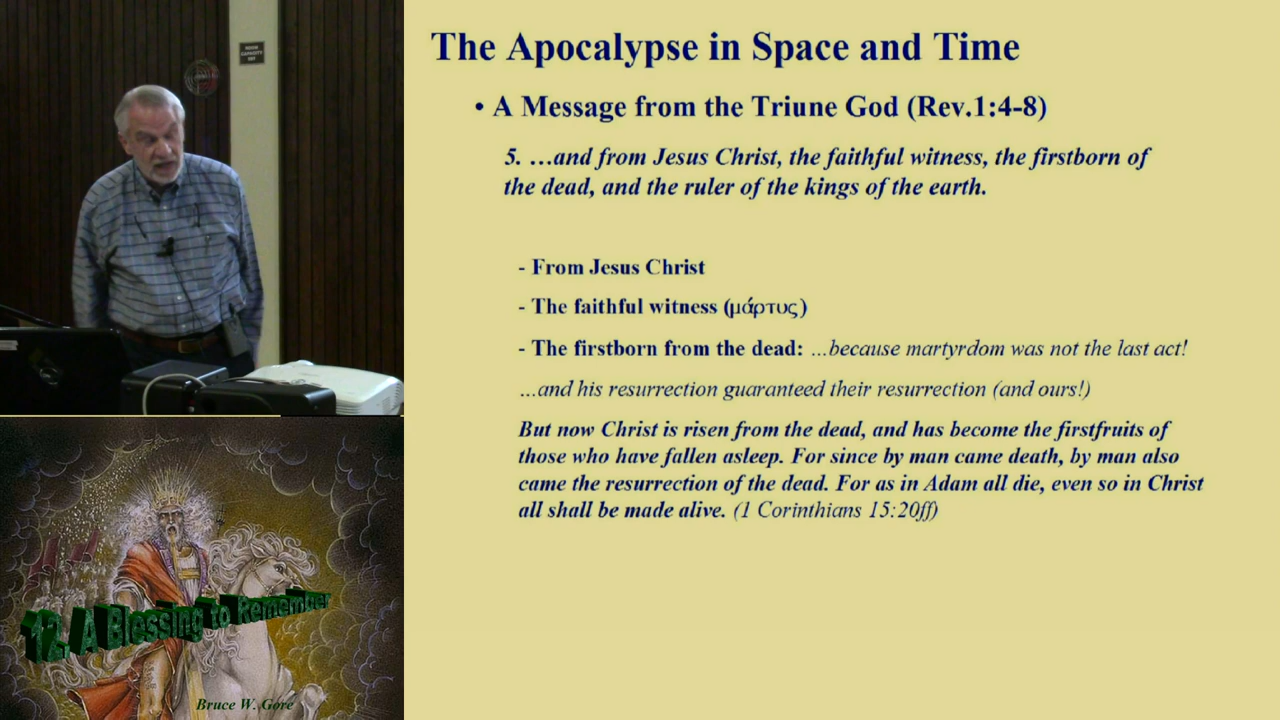 The Apocalypse in Space and Time
• A Message from the Triune God (Rev.1:4-8)
5. …and from Jesus Christ, the faithful witness, the firstborn of
the dead, and the ruler of the kings of the earth.
- From Jesus Christ
- The faithful witness (μάρτυς)
- The firstborn from the dead: …because martyrdom was not the last act!
…and his resurrection guaranteed their resurrection (and ours!)
But now Christ is risen from the dead, and has become the firstfruits of
those who have fallen asleep. For since by man came death, by man also
came the resurrection of the dead. For as in Adam all die, even so in Christ
all shall be made alive. (1 Corinthians 15:20ff)
12. A Blessing to Remember
Bruce W. Gore